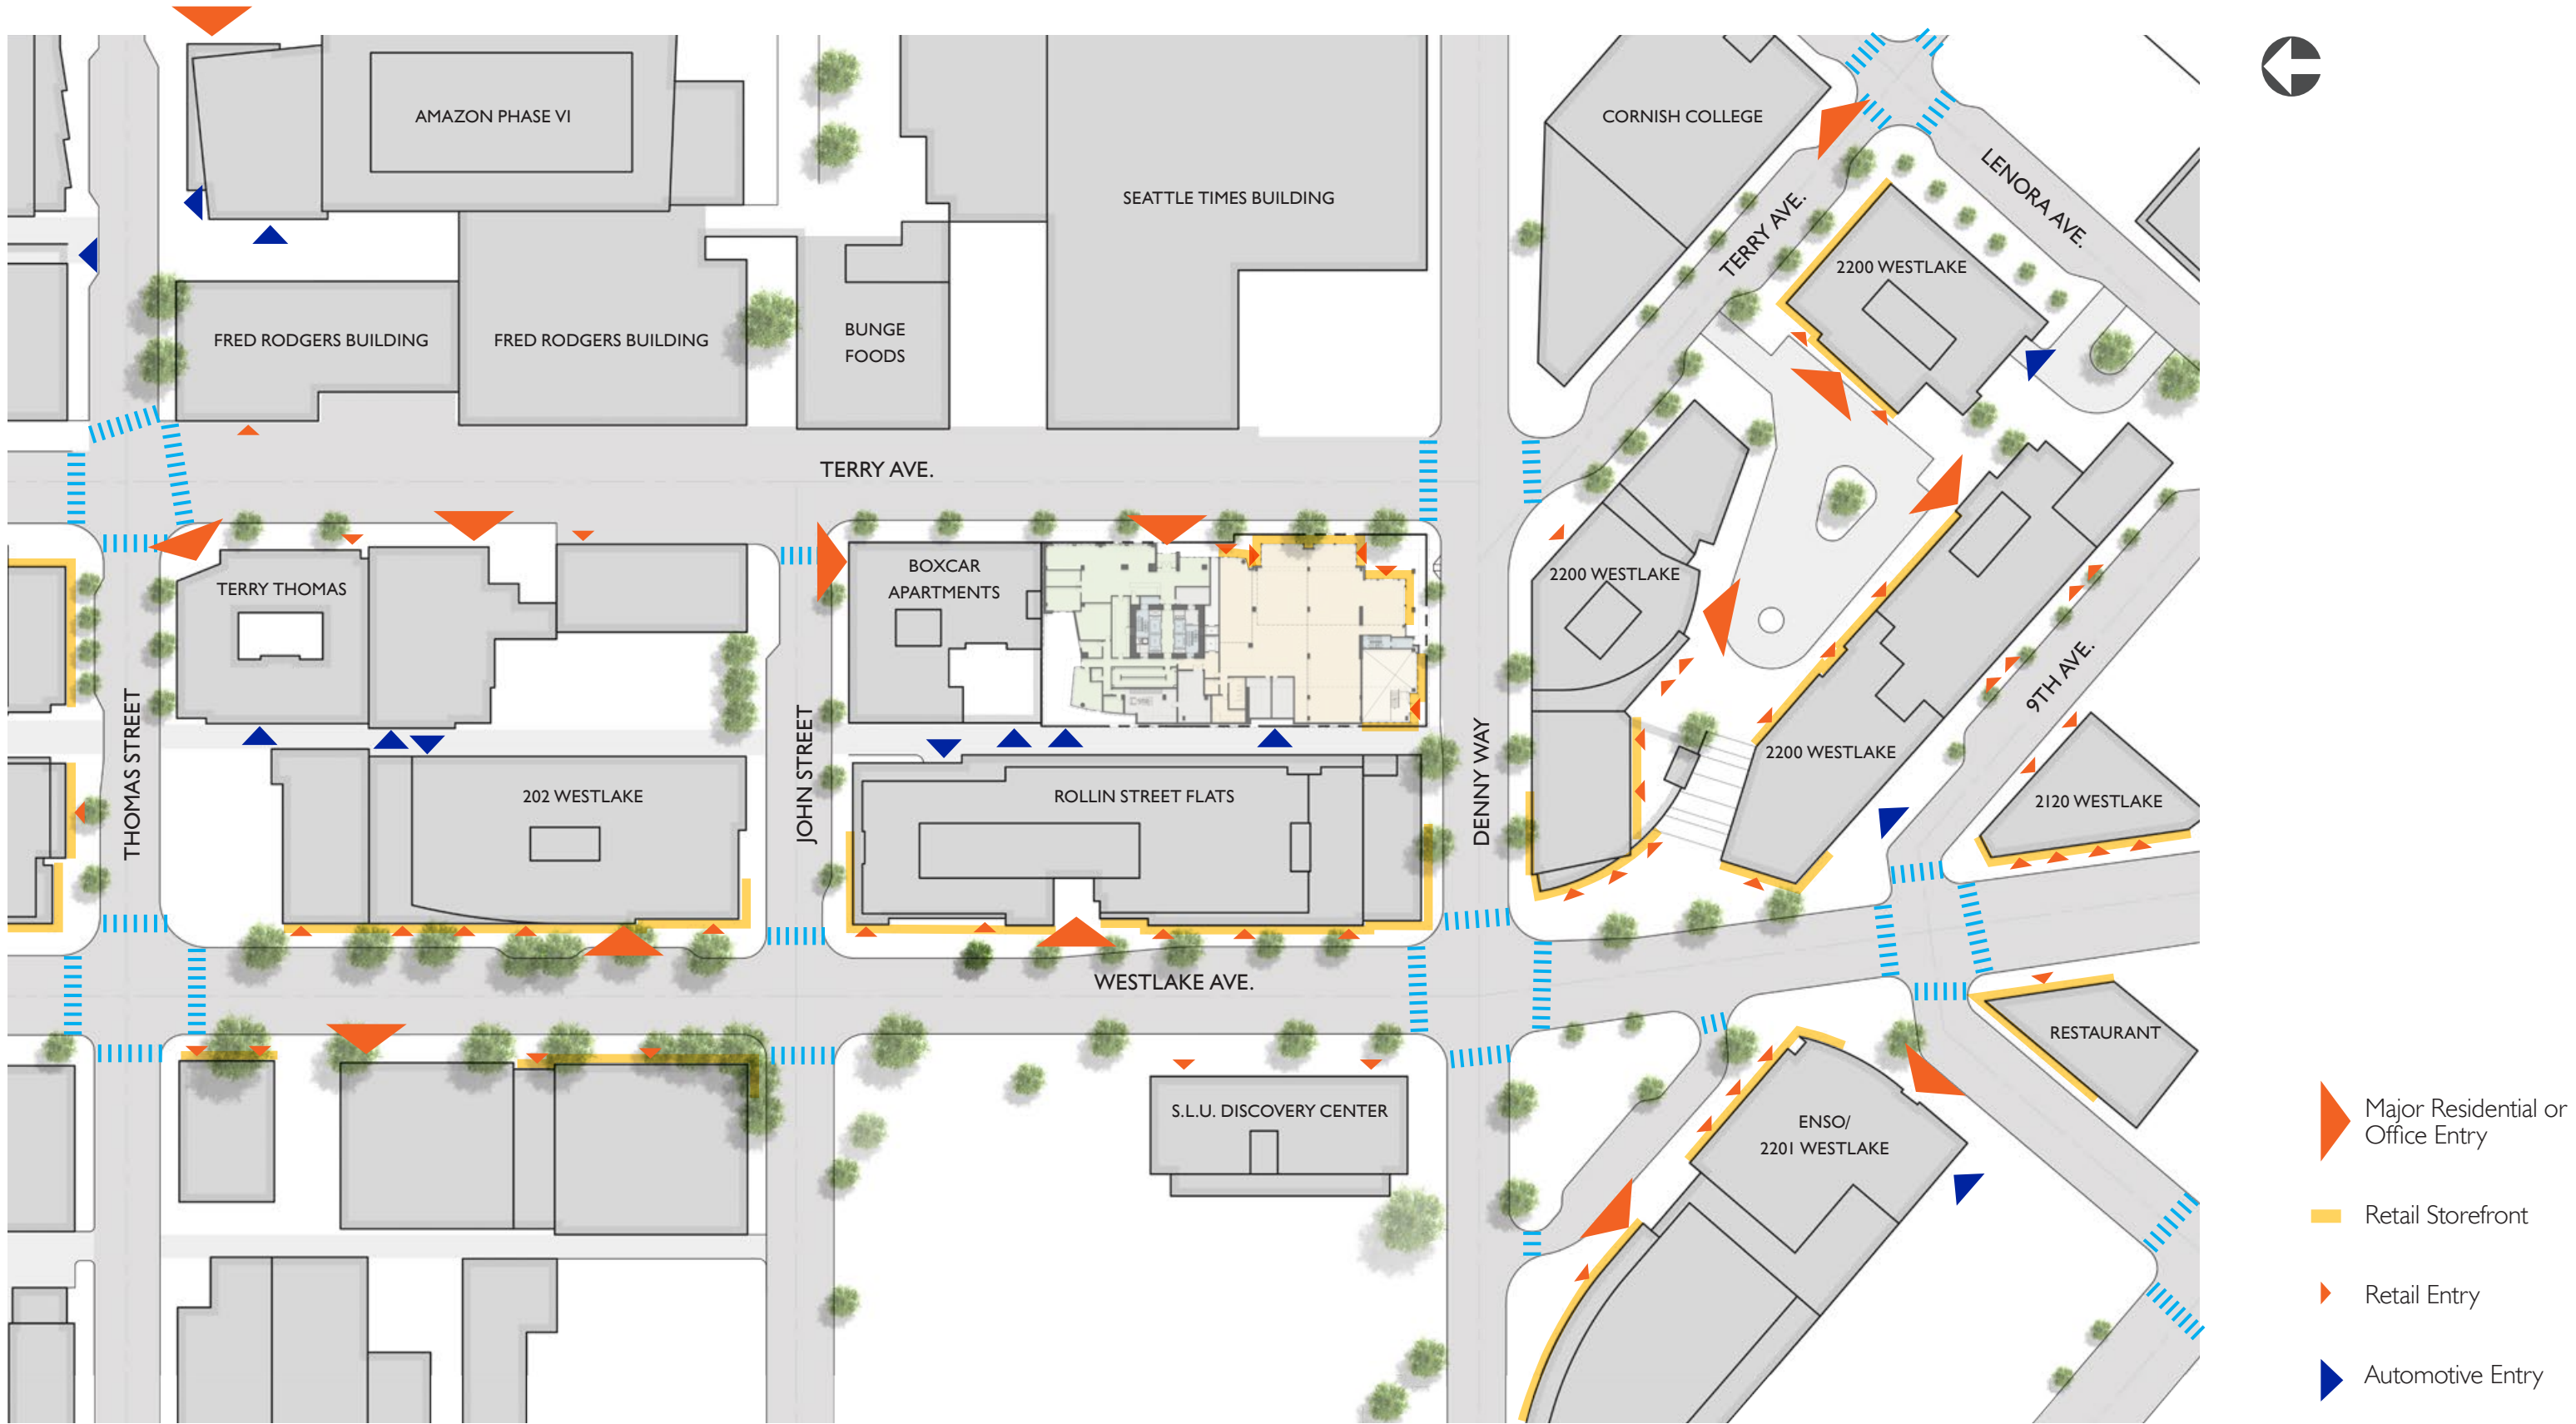 AMAZON PHASE VI
CORNISH COLLEGE
SEATTLE TIMES BUILDING
LENORA AVE.
TERRY AVE.
2200 WESTLAKE
FRED RODGERS BUILDING
FRED RODGERS BUILDING
BUNGE
FOODS
TERRY AVE.
TERRY THOMAS
BOXCAR
APARTMENTS
2200 WESTLAKE
9TH AVE.
THOMAS STREET
JOHN STREET
DENNY WAY
2200 WESTLAKE
202 WESTLAKE
ROLLIN STREET FLATS
2120 WESTLAKE
WESTLAKE AVE.
RESTAURANT
S.L.U. DISCOVERY CENTER
ENSO/
2201 WESTLAKE
Major Residential or
Office Entry
Retail Storefront
Retail Entry
Automotive Entry